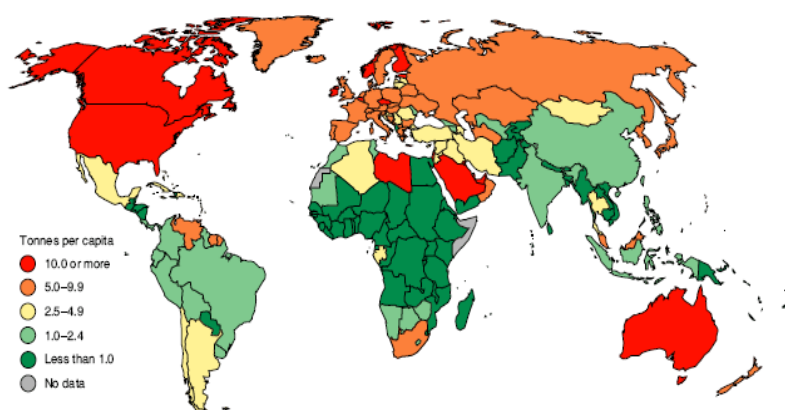 Tonnes per capita
10.0 or more
5.0–9.9
2.5–4.9
1.0–2.4
Less than 1.0
No data